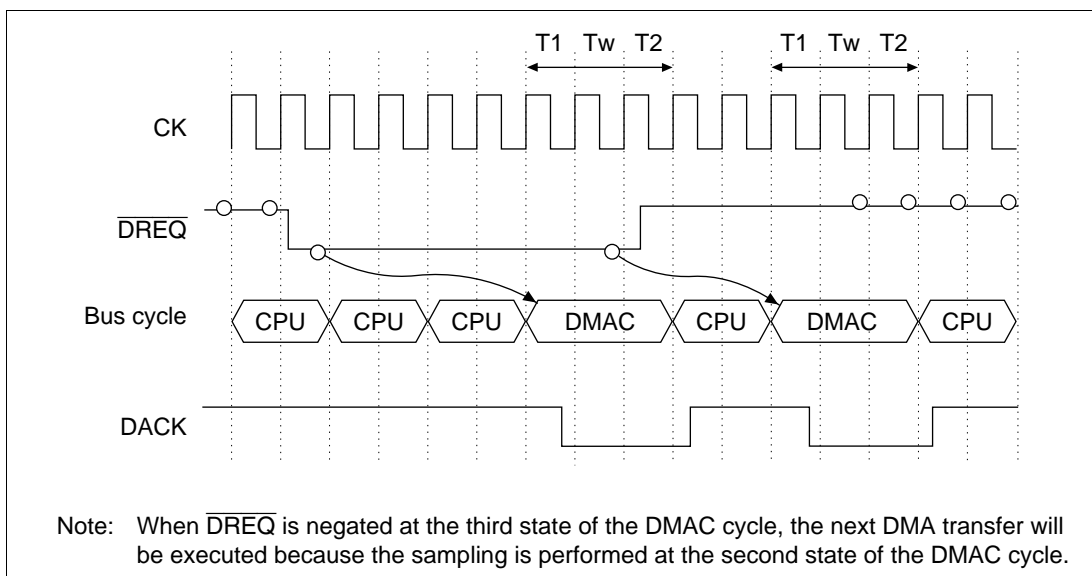 T1 Tw T2 T1 Tw T2
CK
DREQ
Bus cycle CPU CPU CPU DMAC CPU DMAC CPU
DACK
Note: When DREQ is negated at the third state of the DMAC cycle, the next DMA transfer will
be executed because the sampling is performed at the second state of the DMAC cycle.